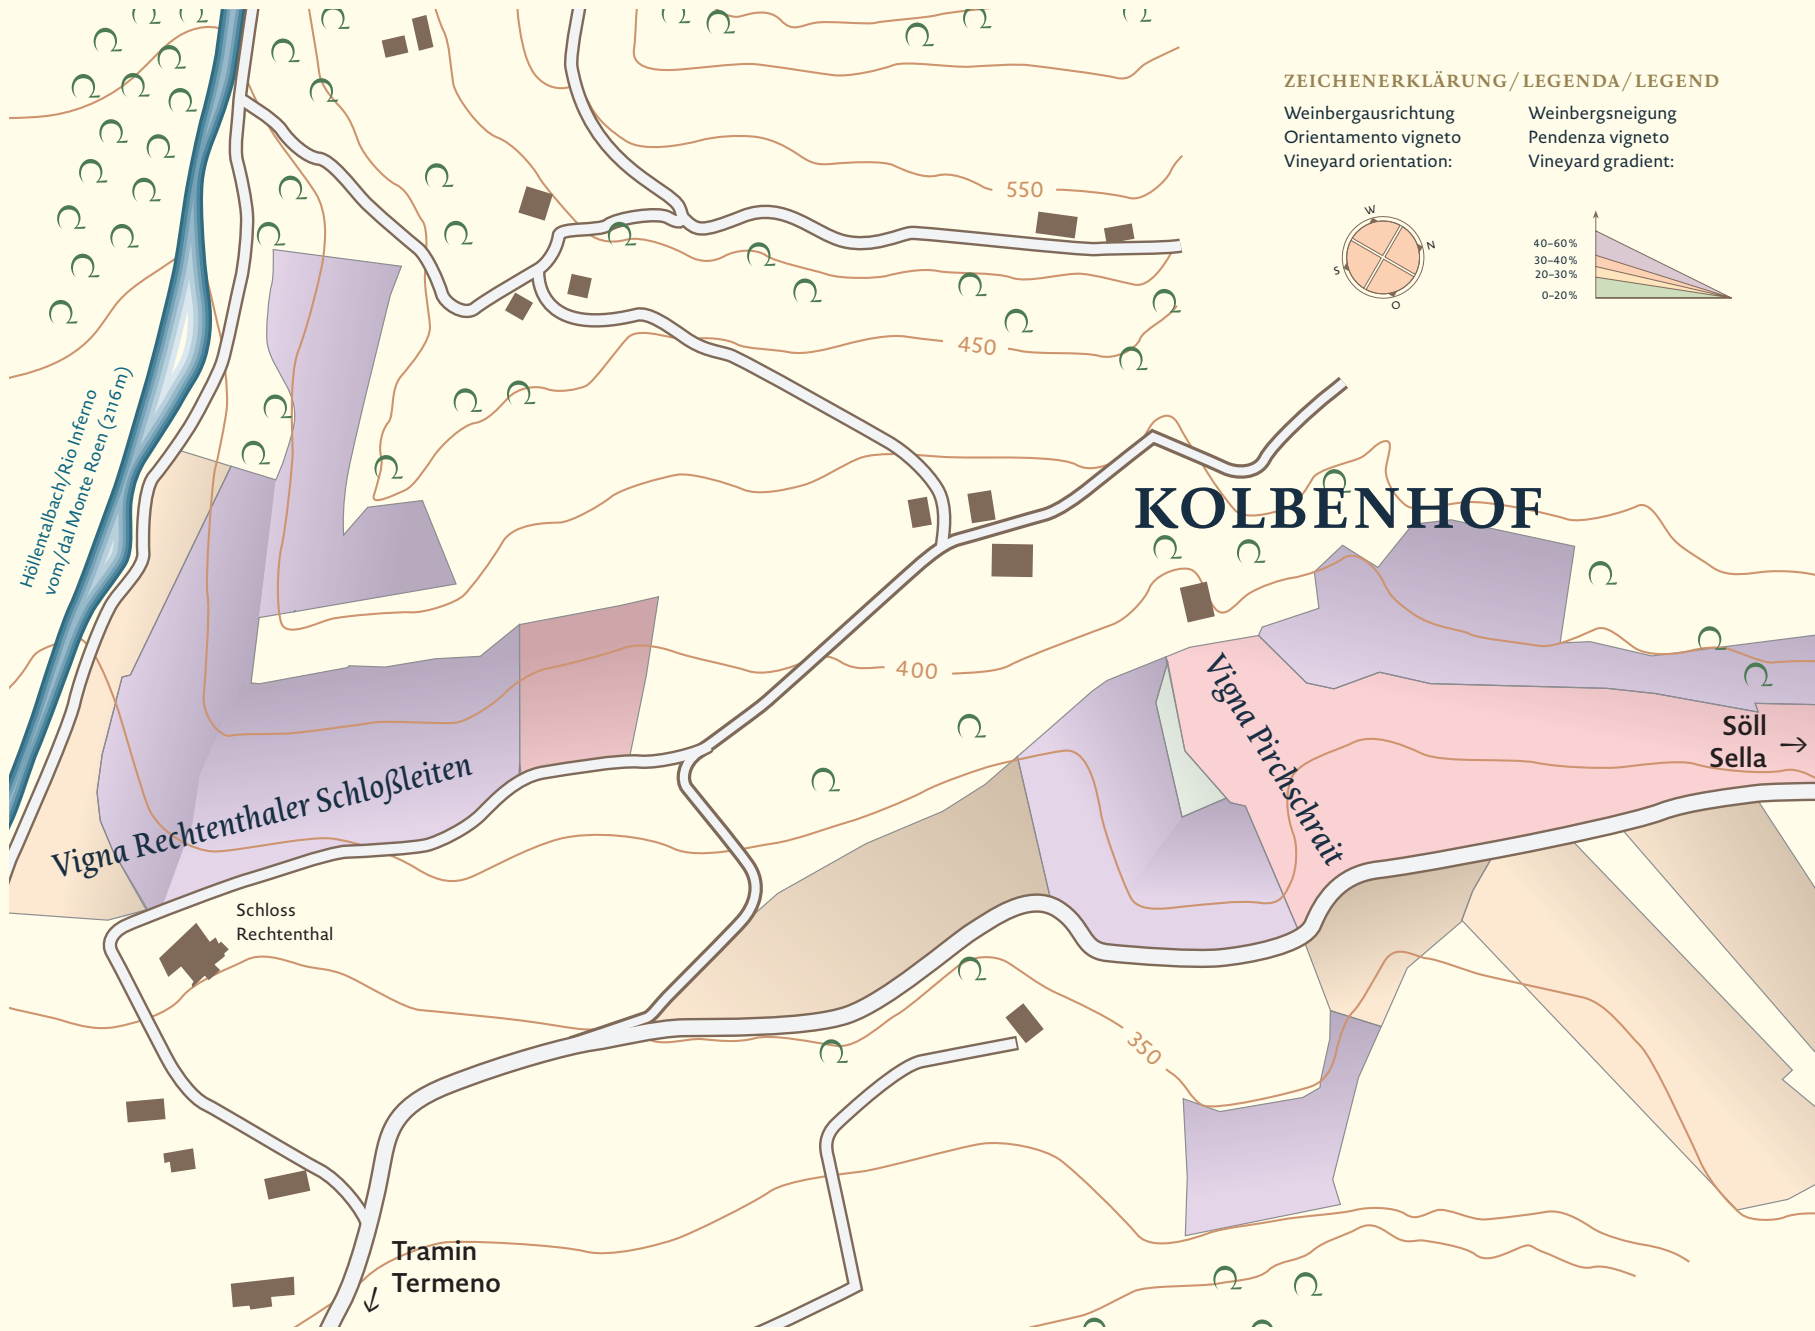 ZEICHENERKLÄRUNG/LEGENDA/LEGEND
Weinbergausrichtung
Orientamento vigneto
Vineyard orientation:
Weinbergsneigung
Pendenza vigneto
Vineyard gradient:
W
N
S
O
40–60%
30–40%
20–30%
0–20%
550
450
Höllentalbach/Rio Inferno
vom/dal Monte Roen (2116m)
KOLBENHOF
400
Vigna Pirchschrait
Söll
Sella
Vigna Rechtenthaler Schloßleiten
Schloss
Rechtenthal
350
Tramin
Termeno